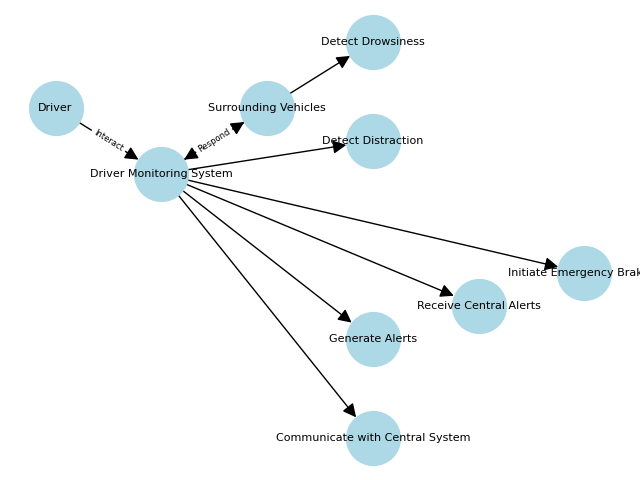 Detect Drowsiness
Driver
Surrounding Vehicles
Interact
Respond
Detect Distraction
Driver Monitoring System
Initiate Emergency Brak
Receive Central Alerts
Generate Alerts
Communicate with Central System